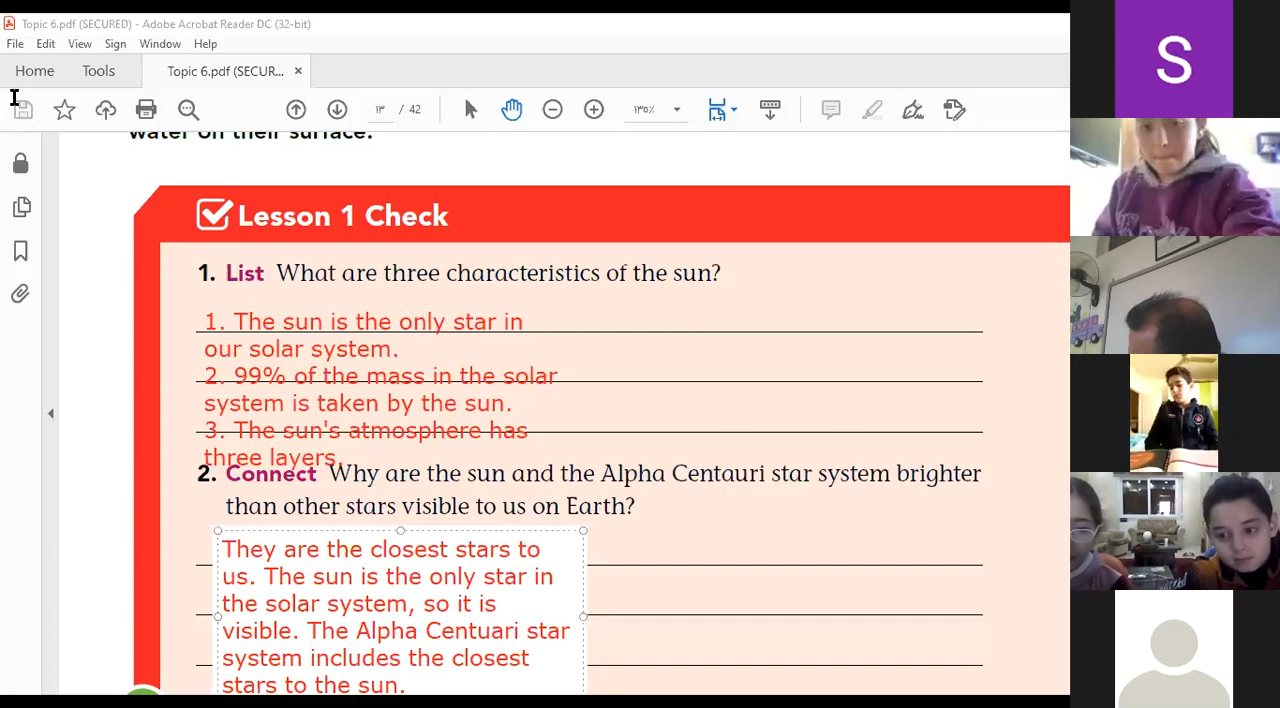 Topic 6.pdf (SECURED) - Adobe Acrobat Reader DC (32-bit)
File Edit View Sign Window Help
Home Tools Topic 6.pdf (SECUR... ×
١٣ / 42 ١٣٥٪
water on their surface.
Lesson 1 Check
1. List What are three characteristics of the sun?
1. The sun is the only star in
our solar system.
2. 99% of the mass in the solar
system is taken by the sun.
3. The sun's atmosphere has
three layers.
2. Connect Why are the sun and the Alpha Centauri star system brighter
than other stars visible to us on Earth?
They are the closest stars to
us. The sun is the only star in
the solar system, so it is
visible. The Alpha Centuari star
system includes the closest
stars to the sun.
S